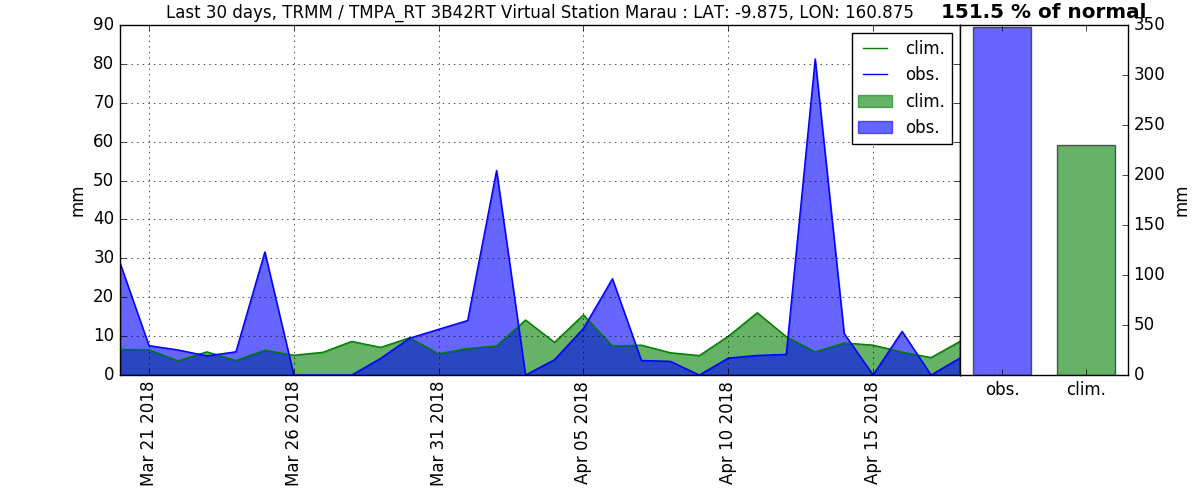 Last 30 days, TRMM / TMPA_RT 3B42RT Virtual Station Marau : LAT: -9.875, LON: 160.875
151.5 % of normal
90
80
70
60
50
40
30
20
10
0
mm
clim.
obs.
clim.
obs.
Mar 21 2018
Mar 26 2018
Mar 31 2018
Apr 05 2018
Apr 10 2018
Apr 15 2018
350
300
250
200
150
100
50
0
mm
obs.
clim.